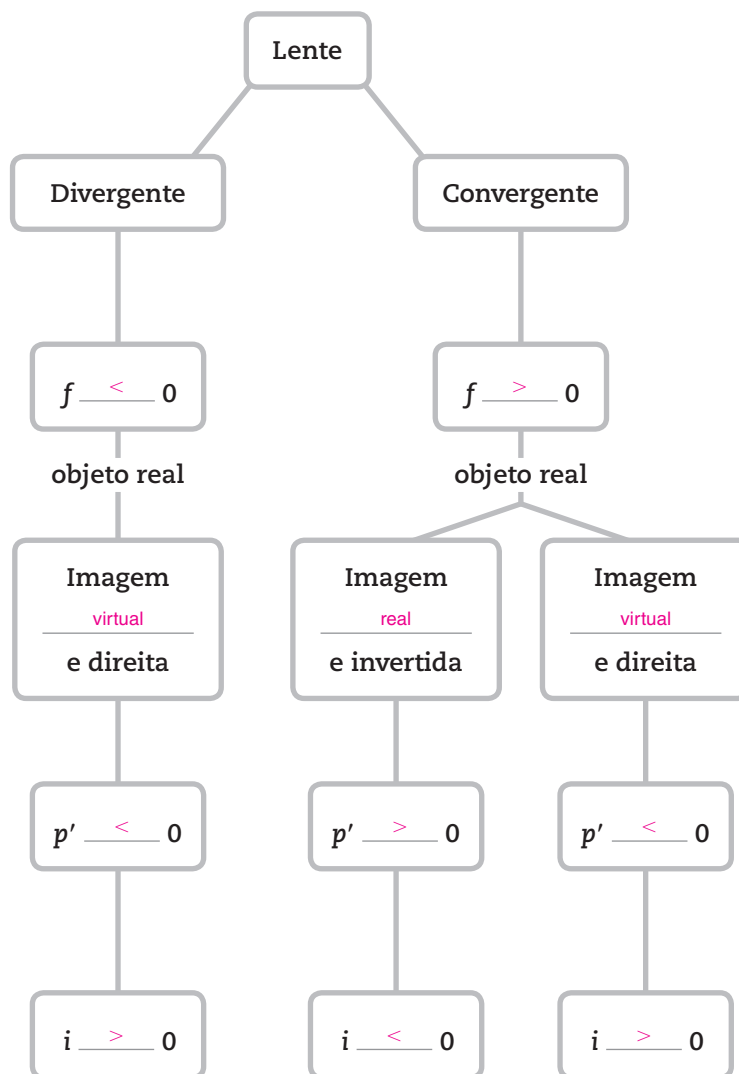 Lente
Divergente
Convergente
f < 0
f > 0
objeto real
objeto real
Imagem
virtual
e direita
Imagem
real
e invertida
Imagem
virtual
e direita
p′ < 0
p′ > 0
p′ < 0
i > 0
i < 0
i > 0